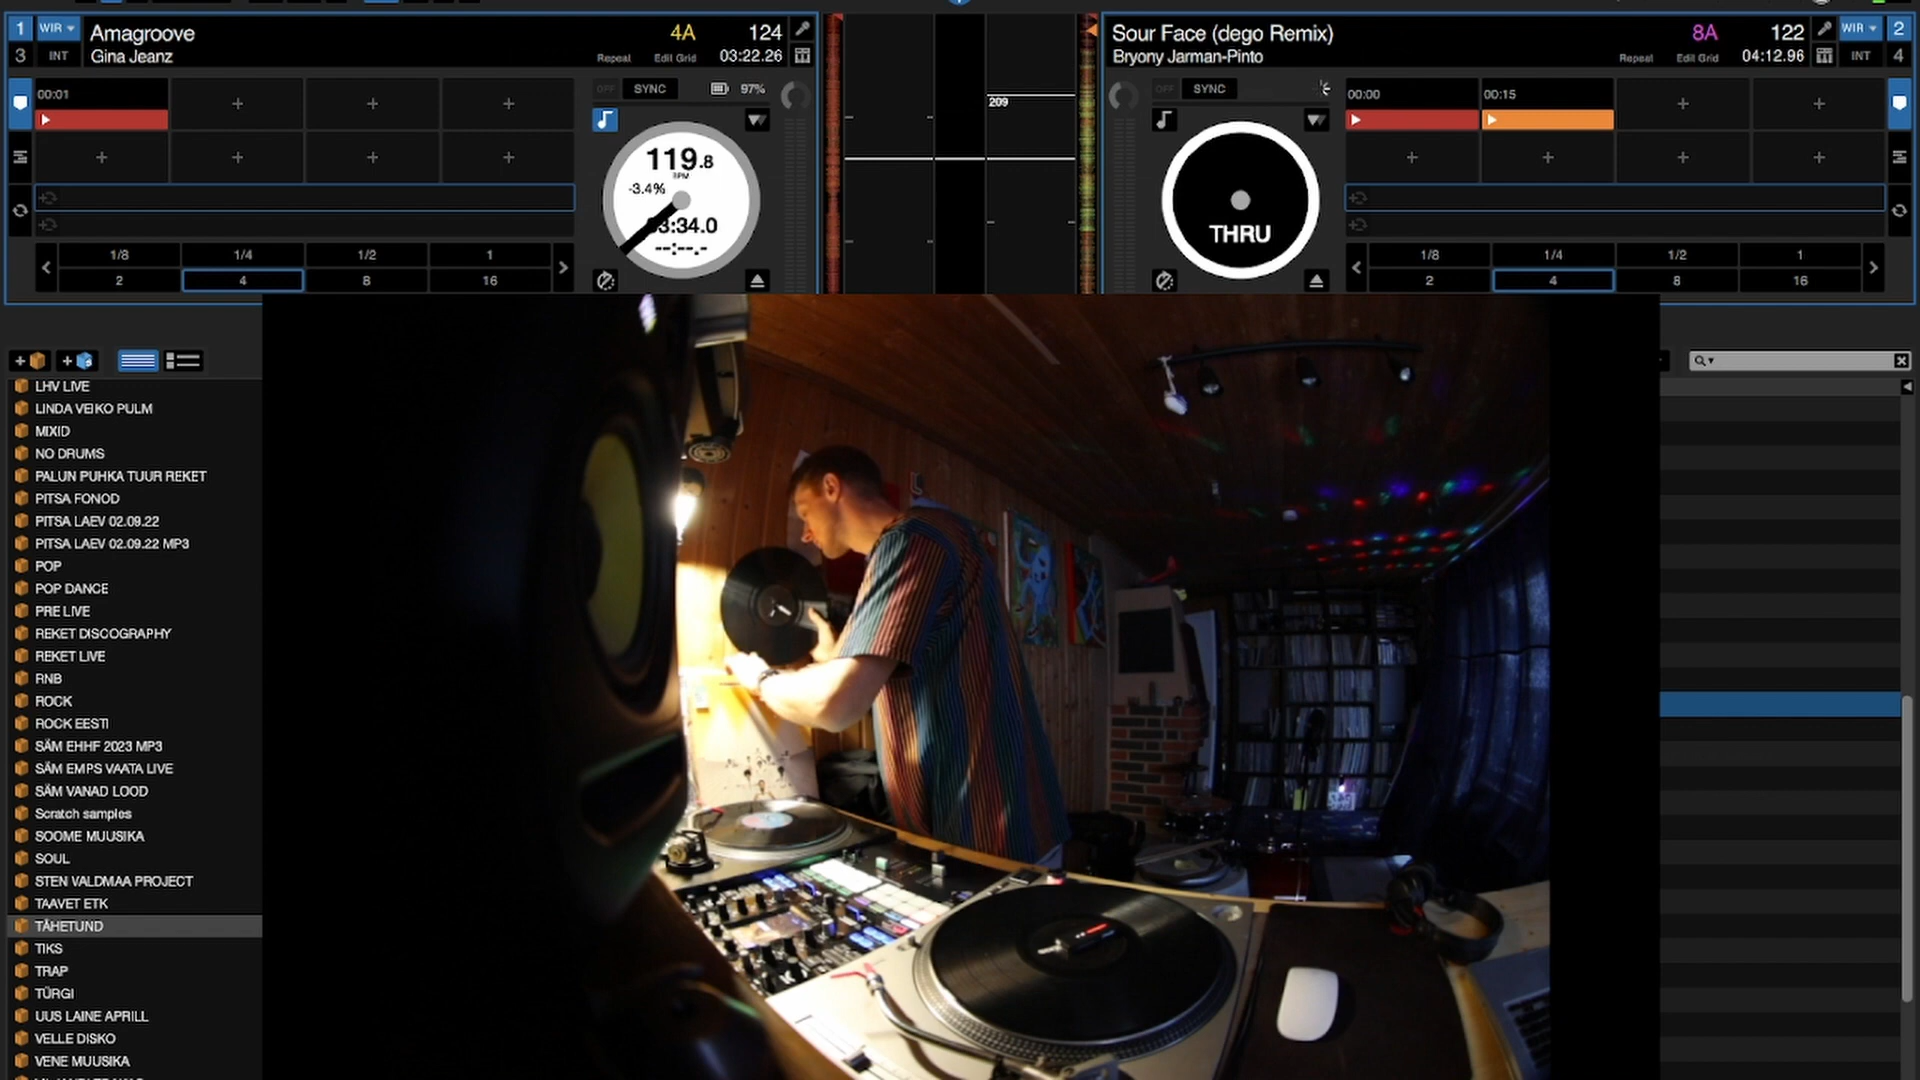 1 WIR Amagroove 4A 124
3 INT Gina Jeanz Repeat Edit Grid 03:22.26
00:01
OFF SYNC 97%
119.8
BPM
-3.4%
03:34.0
--:--.-
1/8 1/4 1/2 1
2 4 8 16
209
Sour Face (dego Remix) 8A 122 WIR 2
Bryony Jarman-Pinto Repeat Edit Grid 04:12.96 INT 4
OFF SYNC
00:00 00:15
THRU
1/8 1/4 1/2 1
2 4 8 16
LHV LIVE
LINDA VEIKO PULM
MIXID
NO DRUMS
PALUN PUHKA TUUR REKET
PITSA FONOD
PITSA LAEV 02.09.22
PITSA LAEV 02.09.22 MP3
POP
POP DANCE
PRE LIVE
REKET DISCOGRAPHY
REKET LIVE
RNB
ROCK
ROCK EESTI
SÄM EHHF 2023 MP3
SÄM EMPS VAATA LIVE
SÄM VANAD LOOD
Scratch samples
SOOME MUUSIKA
SOUL
STEN VALDMAA PROJECT
TAAVET ETK
TÄHETUND
TIKS
TRAP
TÜRGI
UUS LAINE APRILL
VELLE DISKO
VENE MUUSIKA